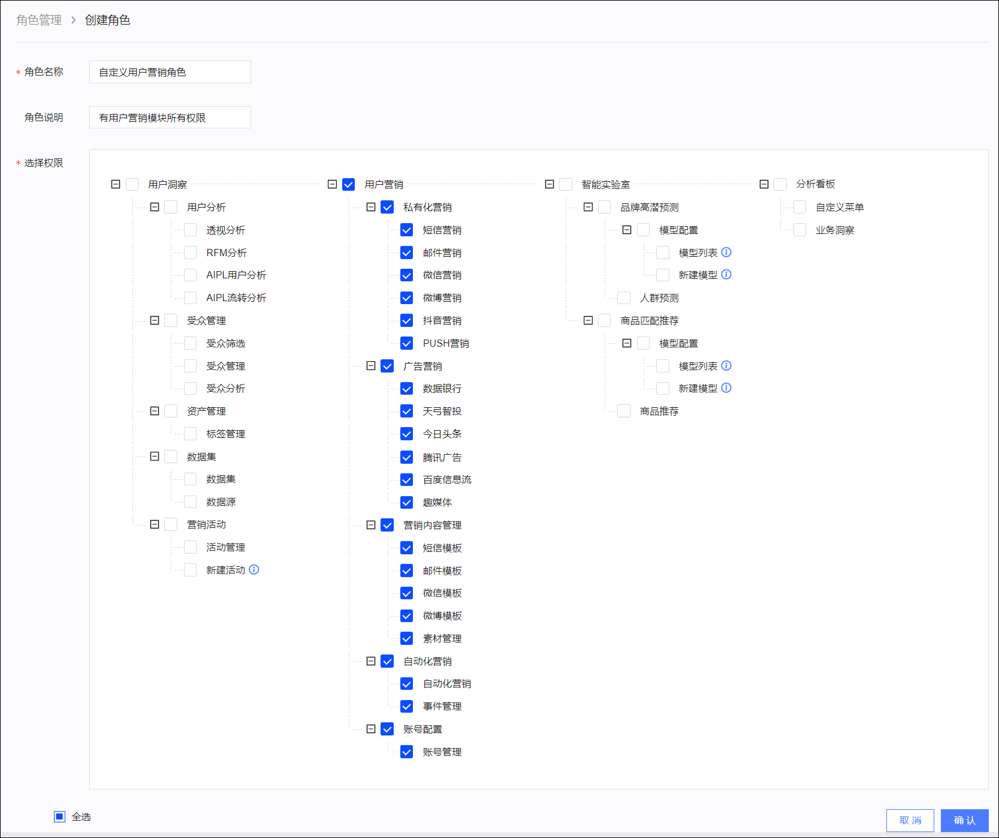 角色管理 > 创建角色
* 角色名称 自定义用户营销角色
角色说明 有用户营销模块所有权限
* 选择权限
用户洞察
用户分析
透视分析
RFM分析
AIPL用户分析
AIPL流转分析
受众管理
受众筛选
受众管理
受众分析
资产管理
标签管理
数据集
数据集
数据源
营销活动
活动管理
新建活动
用户营销
私有化营销
短信营销
邮件营销
微信营销
微博营销
抖音营销
PUSH营销
广告营销
数据银行
天弓智投
今日头条
腾讯广告
百度信息流
趣媒体
营销内容管理
短信模板
邮件模板
微信模板
微博模板
素材管理
自动化营销
自动化营销
事件管理
账号配置
账号管理
智能实验室
品牌高潜预测
模型配置
模型列表
新建模型
人群预测
商品匹配推荐
模型配置
模型列表
新建模型
商品推荐
分析看板
自定义菜单
业务洞察
全选
取消 确认